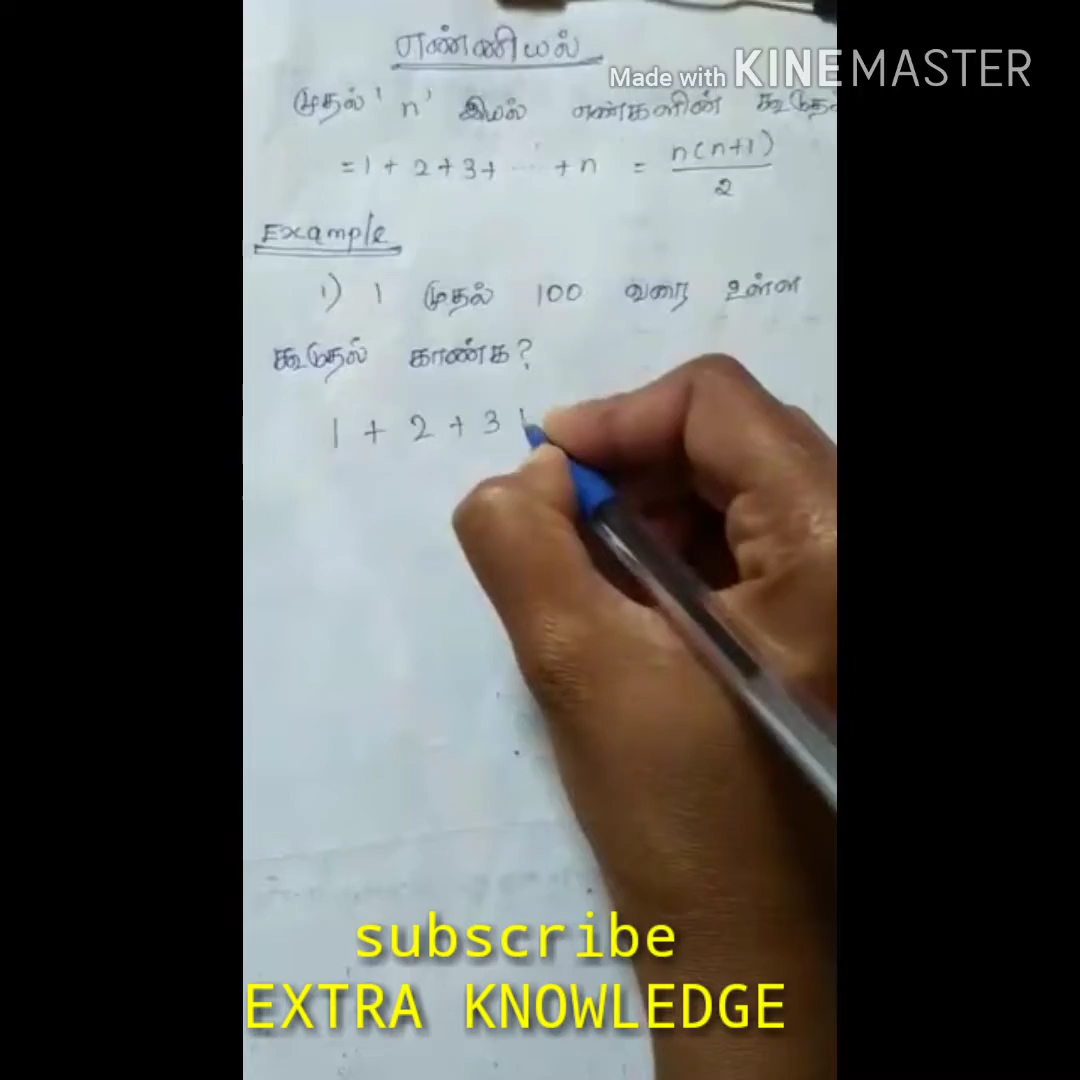 எண்ணியல்
Made with KINEMASTER
முதல் 'n' இயல் எண்களின் கூடுதல்
= 1 + 2 + 3 + ..... + n = n(n+1)/2
Example
1) 1 முதல் 100 வரை உள்ள
கூடுதல் காண்க?
1 + 2 + 3
subscribe
EXTRA KNOWLEDGE